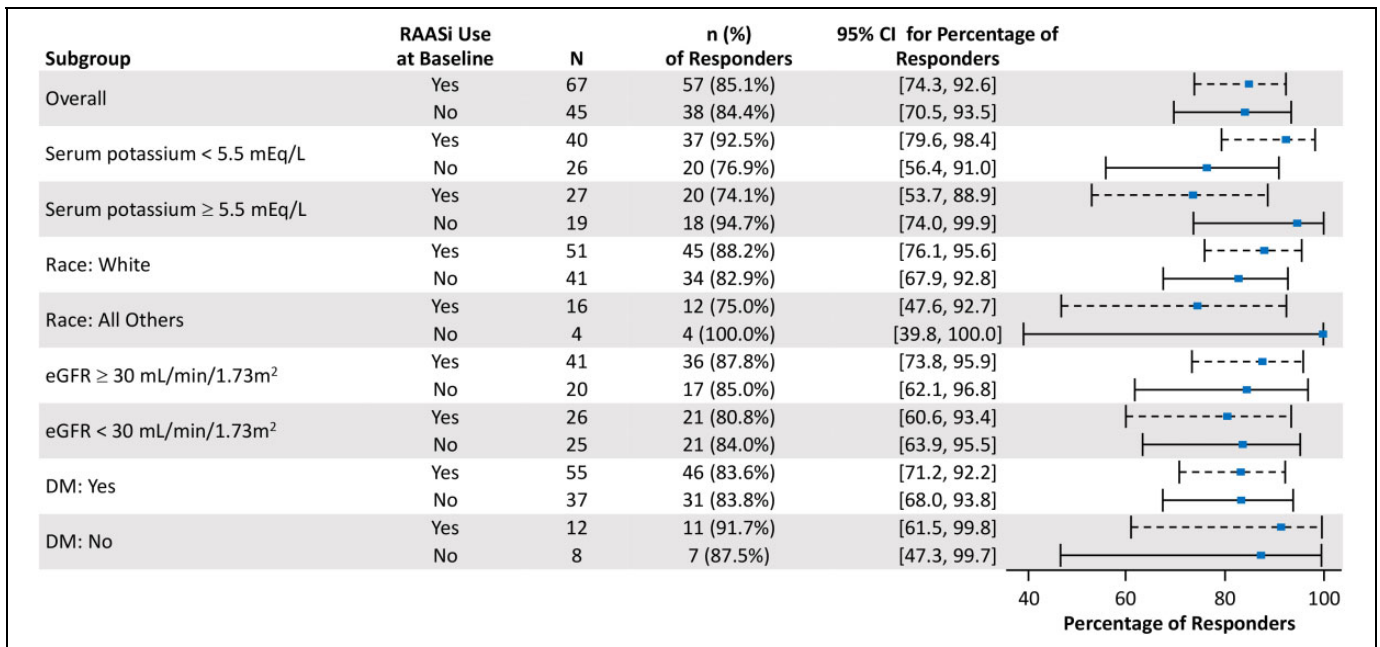 Subgroup RAASi Use at Baseline N n (%) of Responders 95% CI for Percentage of Responders
Overall Yes 67 57 (85.1%) [74.3, 92.6]
No 45 38 (84.4%) [70.5, 93.5]
Serum potassium < 5.5 mEq/L Yes 40 37 (92.5%) [79.6, 98.4]
No 26 20 (76.9%) [56.4, 91.0]
Serum potassium ≥ 5.5 mEq/L Yes 27 20 (74.1%) [53.7, 88.9]
No 19 18 (94.7%) [74.0, 99.9]
Race: White Yes 51 45 (88.2%) [76.1, 95.6]
No 41 34 (82.9%) [67.9, 92.8]
Race: All Others Yes 16 12 (75.0%) [47.6, 92.7]
No 4 4 (100.0%) [39.8, 100.0]
eGFR ≥ 30 mL/min/1.73m² Yes 41 36 (87.8%) [73.8, 95.9]
No 20 17 (85.0%) [62.1, 96.8]
eGFR < 30 mL/min/1.73m² Yes 26 21 (80.8%) [60.6, 93.4]
No 25 21 (84.0%) [63.9, 95.5]
DM: Yes Yes 55 46 (83.6%) [71.2, 92.2]
No 37 31 (83.8%) [68.0, 93.8]
DM: No Yes 12 11 (91.7%) [61.5, 99.8]
No 8 7 (87.5%) [47.3, 99.7]
40 60 80 100
Percentage of Responders